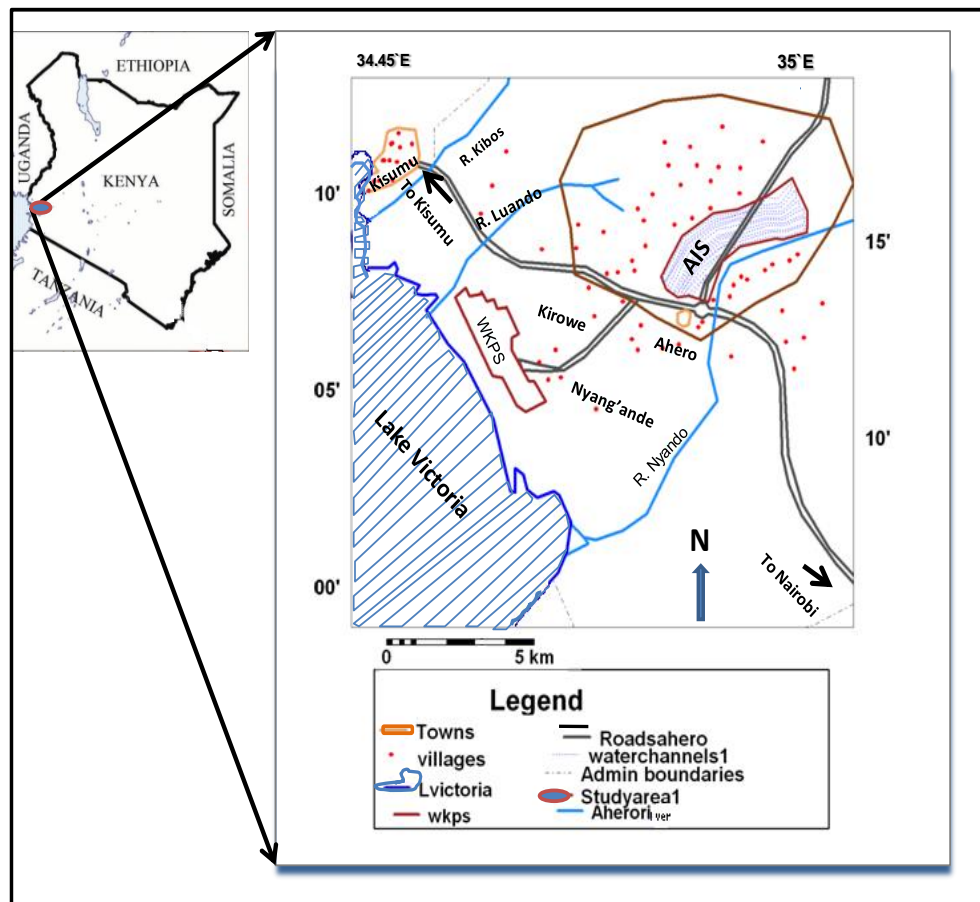 ETHIOPIA
UGANDA
KENYA
SOMALIA
TANZANIA
34.45`E
35`E
10'
15'
05'
10'
00'
Kisumu
To Kisumu
R. Kibos
R. Luando
AIS
WKPS
Kirowe
Ahero
Nyang'ande
R. Nyando
Lake Victoria
N
To Nairobi
0
5 km
Legend
Towns
villages
Lvictoria
wkps
Roadsahero
waterchannels1
Admin boundaries
Studyarea1
Aheroriver